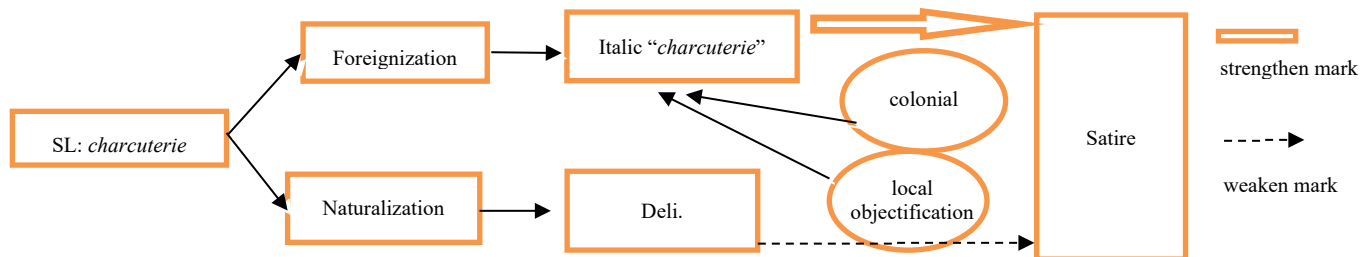 SL: charcuterie
Foreignization
Naturalization
Italic “charcuterie”
Deli.
colonial
local
objectification
Satire
strengthen mark
weaken mark